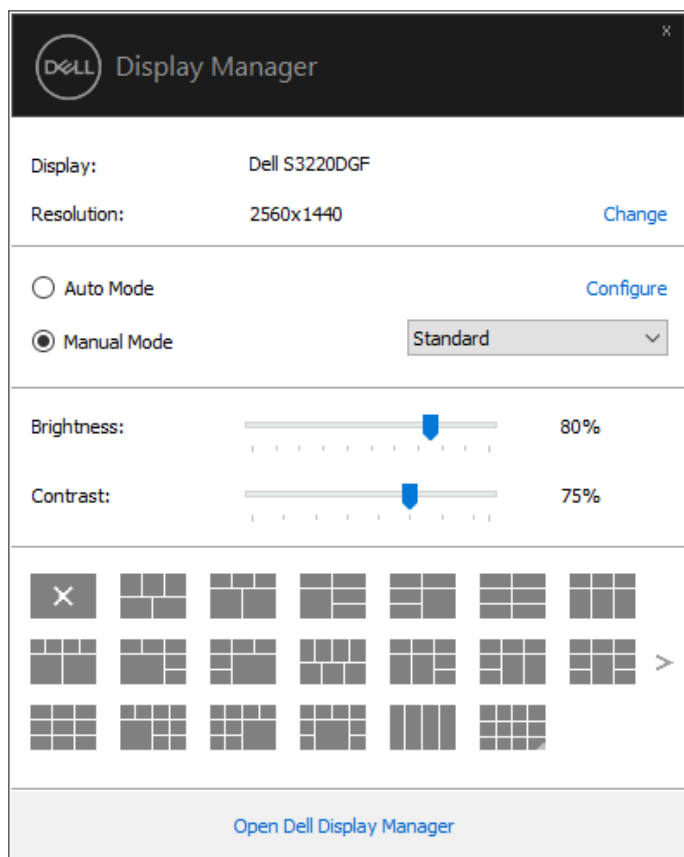 x
DELL Display Manager
Display: Dell S3220DGF
Resolution: 2560x1440 Change
Auto Mode Configure
Manual Mode Standard
Brightness: 80%
Contrast: 75%
Open Dell Display Manager